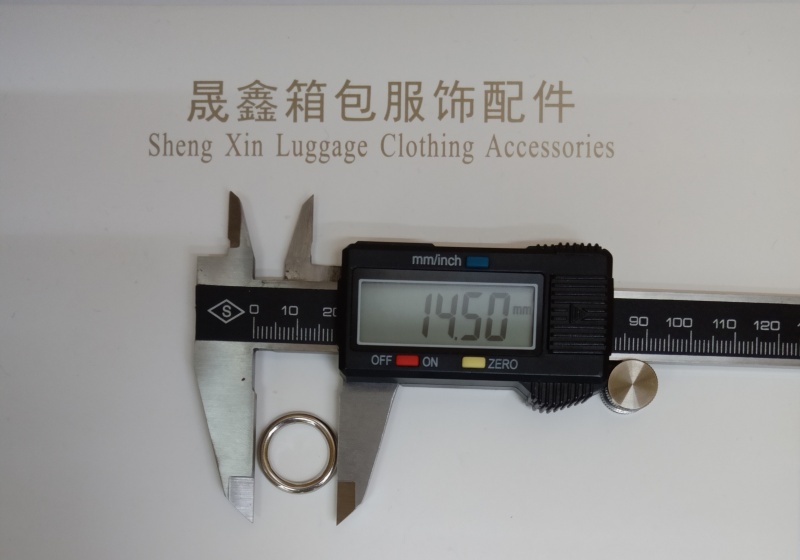 晟鑫箱包服饰配件
Sheng Xin Luggage Clothing Accessories
mm/inch
14.50 mm
OFF ON ZERO
S 0 10 20
90 100 110 120